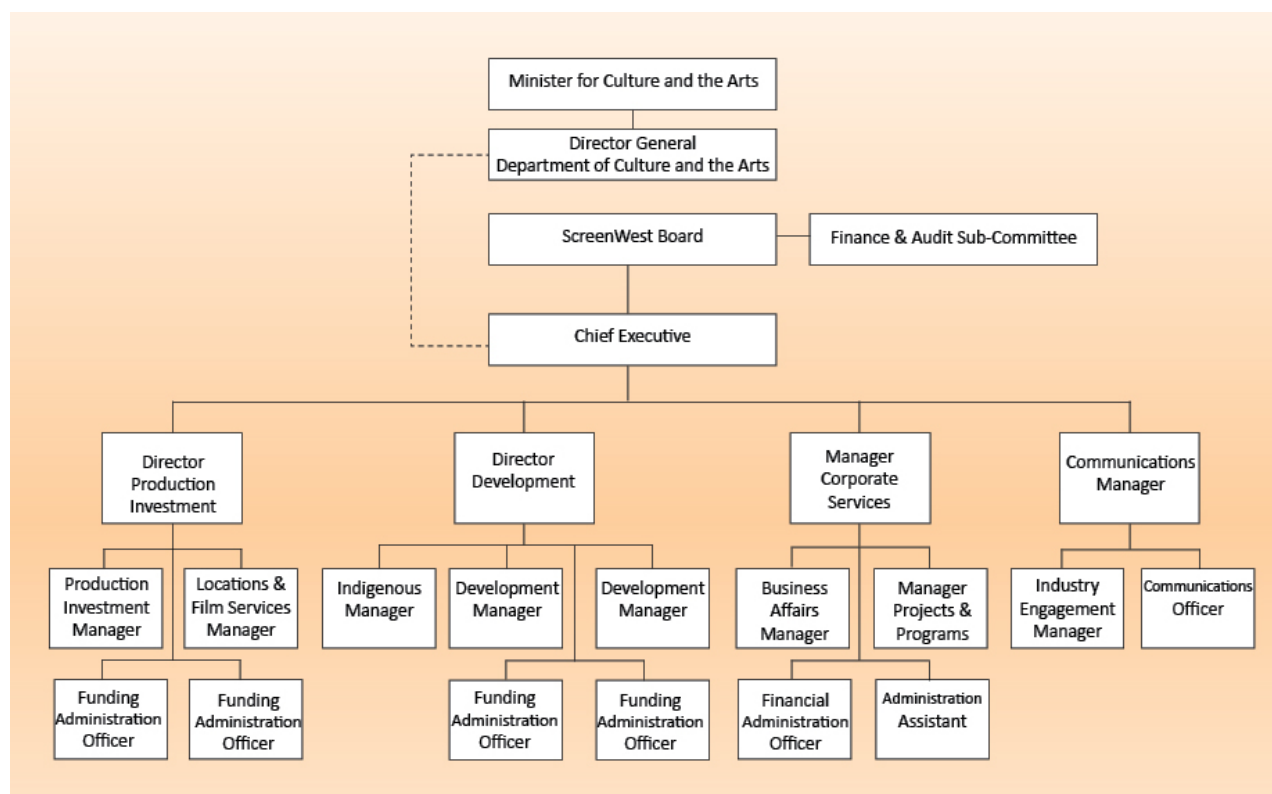 Minister for Culture and the Arts
Director General
Department of Culture and the Arts
ScreenWest Board
Finance & Audit Sub-Committee
Chief Executive
Director
Production
Investment
Director
Development
Manager
Corporate
Services
Communications
Manager
Production
Investment
Manager
Locations &
Film Services
Manager
Indigenous
Manager
Development
Manager
Development
Manager
Business
Affairs
Manager
Manager
Projects &
Programs
Industry
Engagement
Manager
Communications
Officer
Funding
Administration
Officer
Funding
Administration
Officer
Funding
Administration
Officer
Funding
Administration
Officer
Financial
Administration
Officer
Administration
Assistant